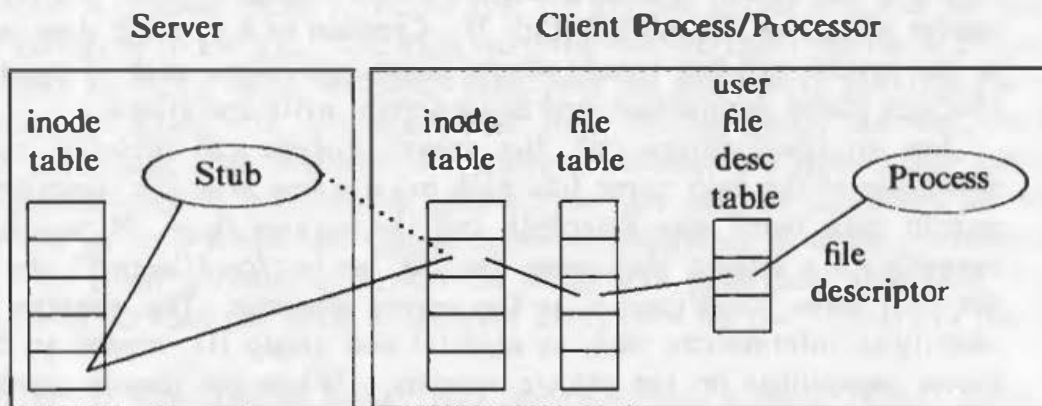 Server
Client Process/Processor
inode
table
Stub
inode
table
file
table
user
file
desc
table
Process
file
descriptor